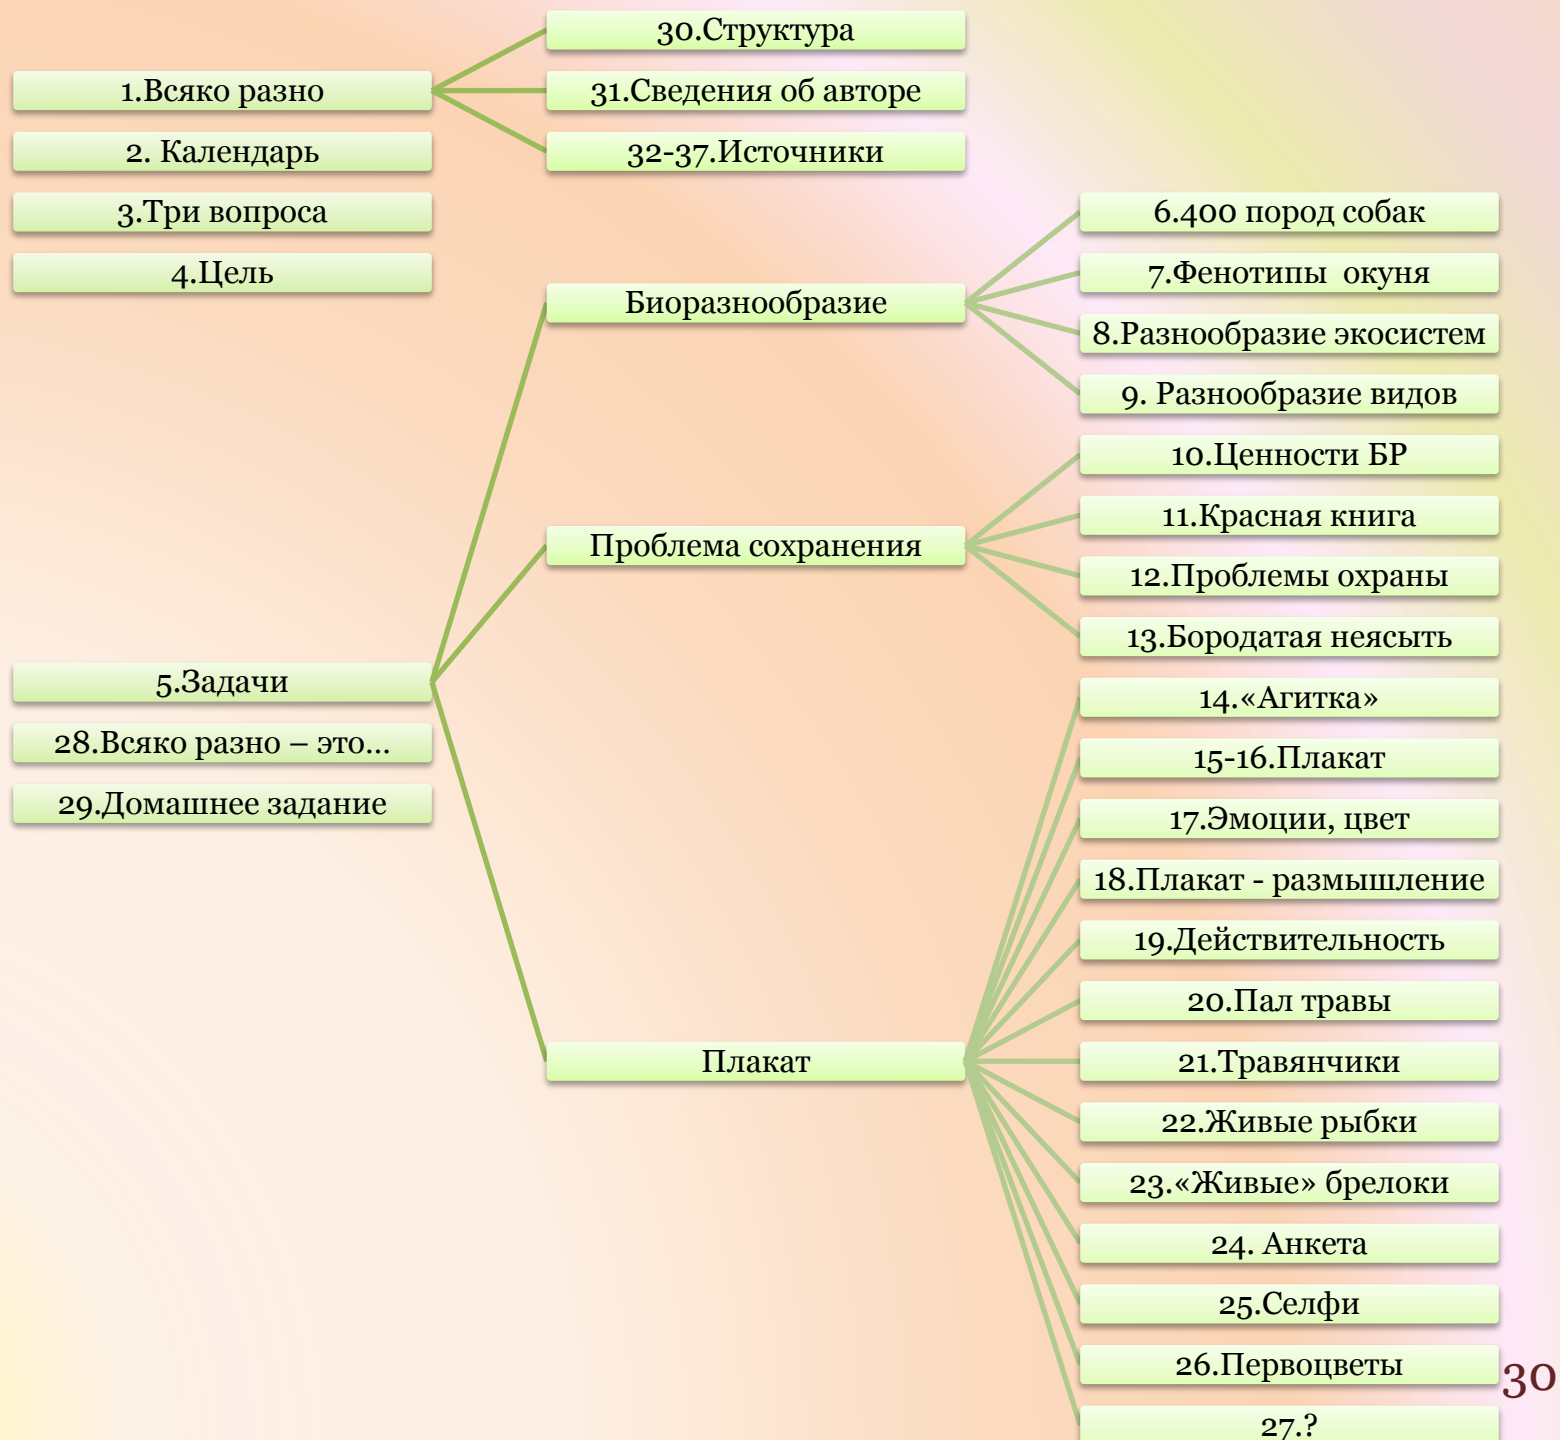 30.Структура
1.Всяко разно
31.Сведения об авторе
2. Календарь
32-37.Источники
3.Три вопроса
6.400 пород собак
4.Цель
7.Фенотипы  окуня
Биоразнообразие
8.Разнообразие экосистем
9. Разнообразие видов
10.Ценности БР
11.Красная книга
Проблема сохранения
12.Проблемы охраны
13.Бородатая неясыть
5.Задачи
14.«Агитка»
28.Всяко разно – это...
15-16.Плакат
29.Домашнее задание
17.Эмоции, цвет
18.Плакат - размышление
19.Действительность
20.Пал травы
Плакат
21.Травянчики
22.Живые рыбки
23.«Живые» брелоки
24. Анкета
25.Селфи
26.Первоцветы
30
27.?